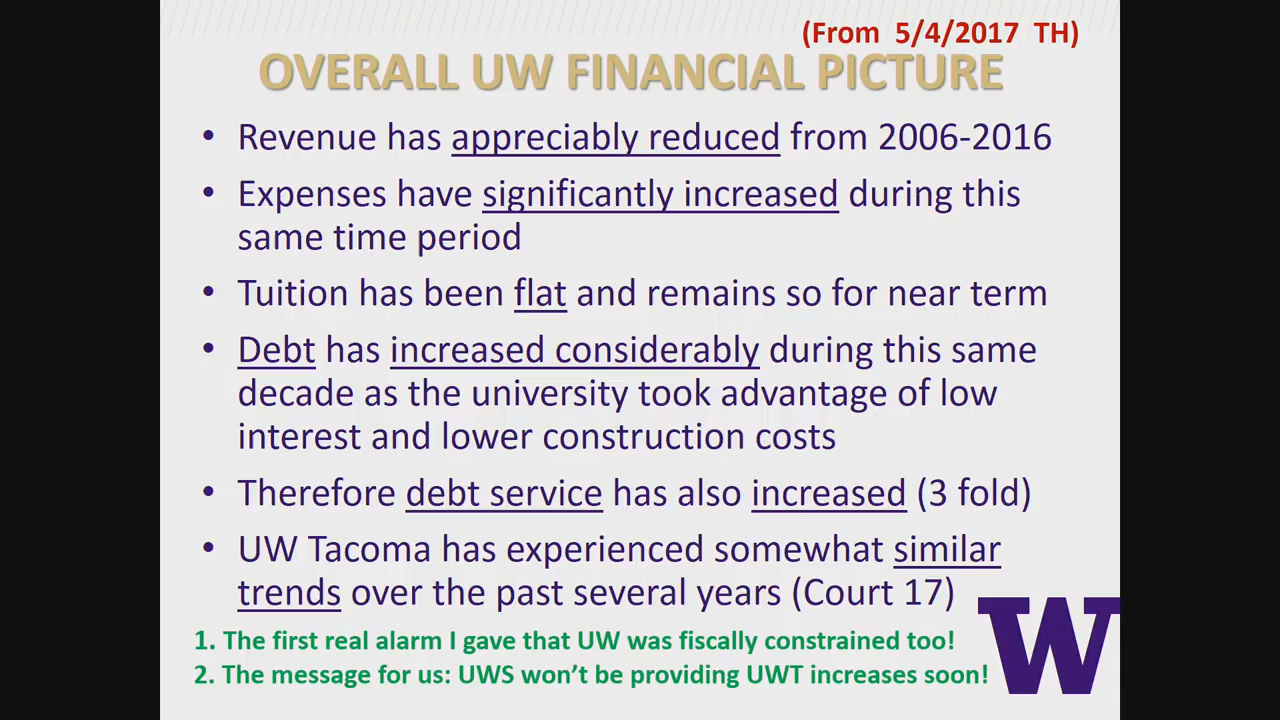 (From 5/4/2017 TH)
OVERALL UW FINANCIAL PICTURE
• Revenue has appreciably reduced from 2006-2016
• Expenses have significantly increased during this
same time period
• Tuition has been flat and remains so for near term
• Debt has increased considerably during this same
decade as the university took advantage of low
interest and lower construction costs
• Therefore debt service has also increased (3 fold)
• UW Tacoma has experienced somewhat similar
trends over the past several years (Court 17)
1. The first real alarm I gave that UW was fiscally constrained too!
2. The message for us: UWS won’t be providing UWT increases soon!
W